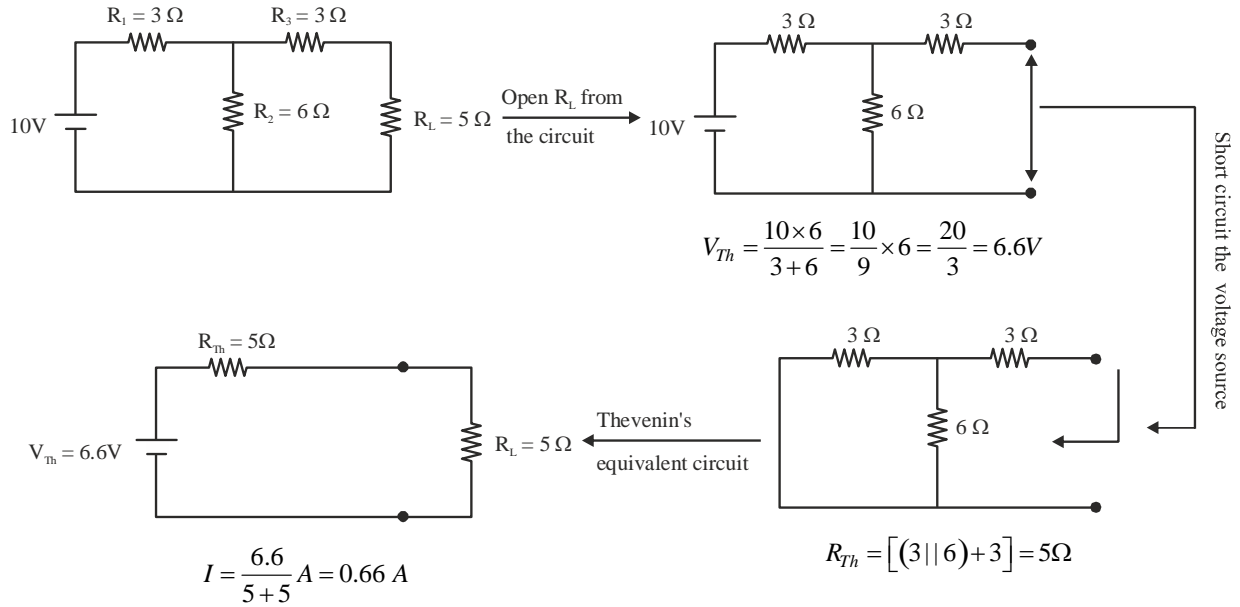 R₁ = 3 Ω
R₃ = 3 Ω
10V
R₂ = 6 Ω
R_L = 5 Ω
Open R_L from
the circuit
3 Ω
3 Ω
10V
6 Ω
V_Th = (10×6)/(3+6) = 10/9 ×6 = 20/3 = 6.6V
Short circuit the voltage source
3 Ω
3 Ω
6 Ω
R_Th = [(3||6)+3] = 5Ω
Thevenin's
equivalent circuit
R_Th = 5Ω
V_Th = 6.6V
R_L = 5 Ω
I = 6.6/(5+5) A = 0.66 A